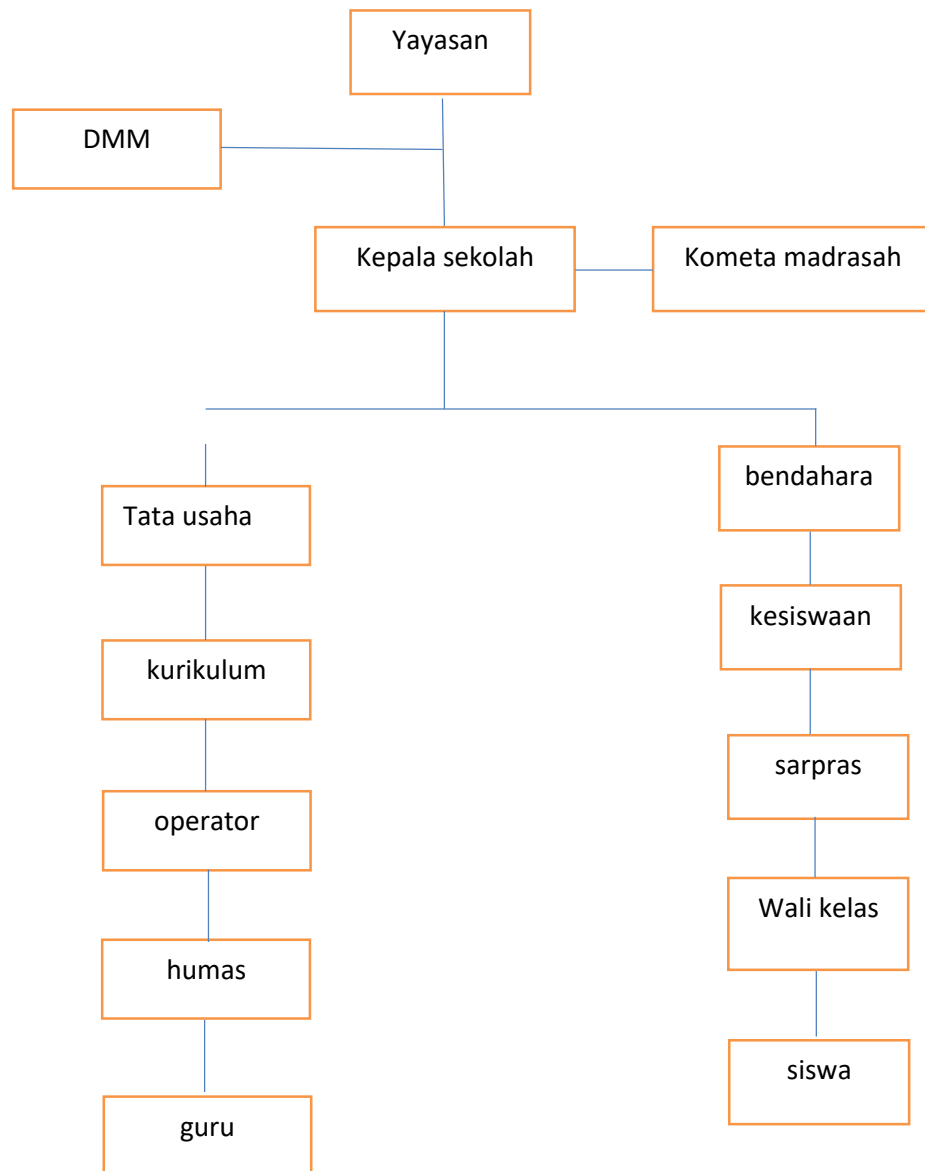 Yayasan
DMM
Kepala sekolah
Kometa madrasah
Tata usaha
bendahara
kurikulum
kesiswaan
operator
sarpras
humas
Wali kelas
guru
siswa